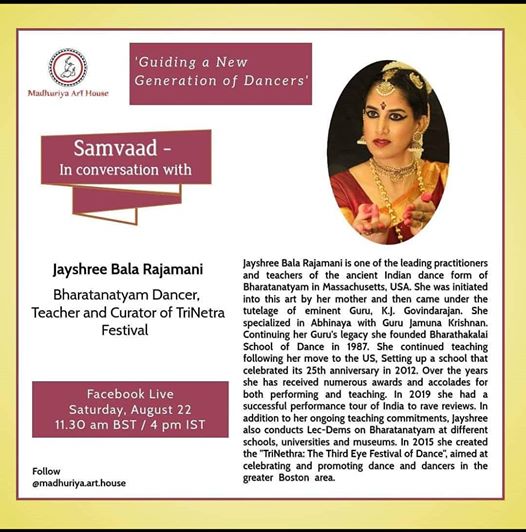 Madhuriya Art House
'Guiding a New
Generation of Dancers'
Samvaad -
In conversation with
Jayshree Bala Rajamani
Bharatanatyam Dancer,
Teacher and Curator of TriNetra
Festival
Facebook Live
Saturday, August 22
11.30 am BST / 4 pm IST
Follow
@madhuriya.art.house
Jayshree Bala Rajamani is one of the leading practitioners
and teachers of the ancient Indian dance form of
Bharatanatyam in Massachusetts, USA. She was initiated
into this art by her mother and then came under the
tutelage of eminent Guru, K.J. Govindarajan. She
specialized in Abhinaya with Guru Jamuna Krishnan.
Continuing her Guru's legacy she founded Bharathakalai
School of Dance in 1987. She continued teaching
following her move to the US, Setting up a school that
celebrated its 25th anniversary in 2012. Over the years
she has received numerous awards and accolades for
both performing and teaching. In 2019 she had a
successful performance tour of India to rave reviews. In
addition to her ongoing teaching commitments, Jayshree
also conducts Lec-Dems on Bharatanatyam at different
schools, universities and museums. In 2015 she created
the "TriNethra: The Third Eye Festival of Dance", aimed at
celebrating and promoting dance and dancers in the
greater Boston area.